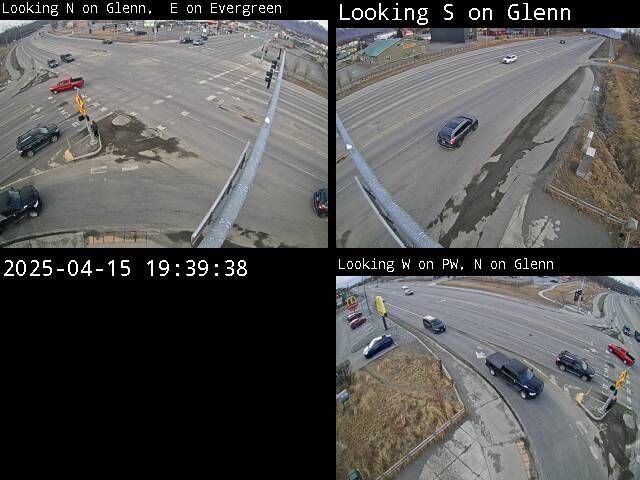 Looking N on Glenn,  E on Evergreen
Looking S on Glenn
2025-04-15 19:39:38
Looking W on PW, N on Glenn